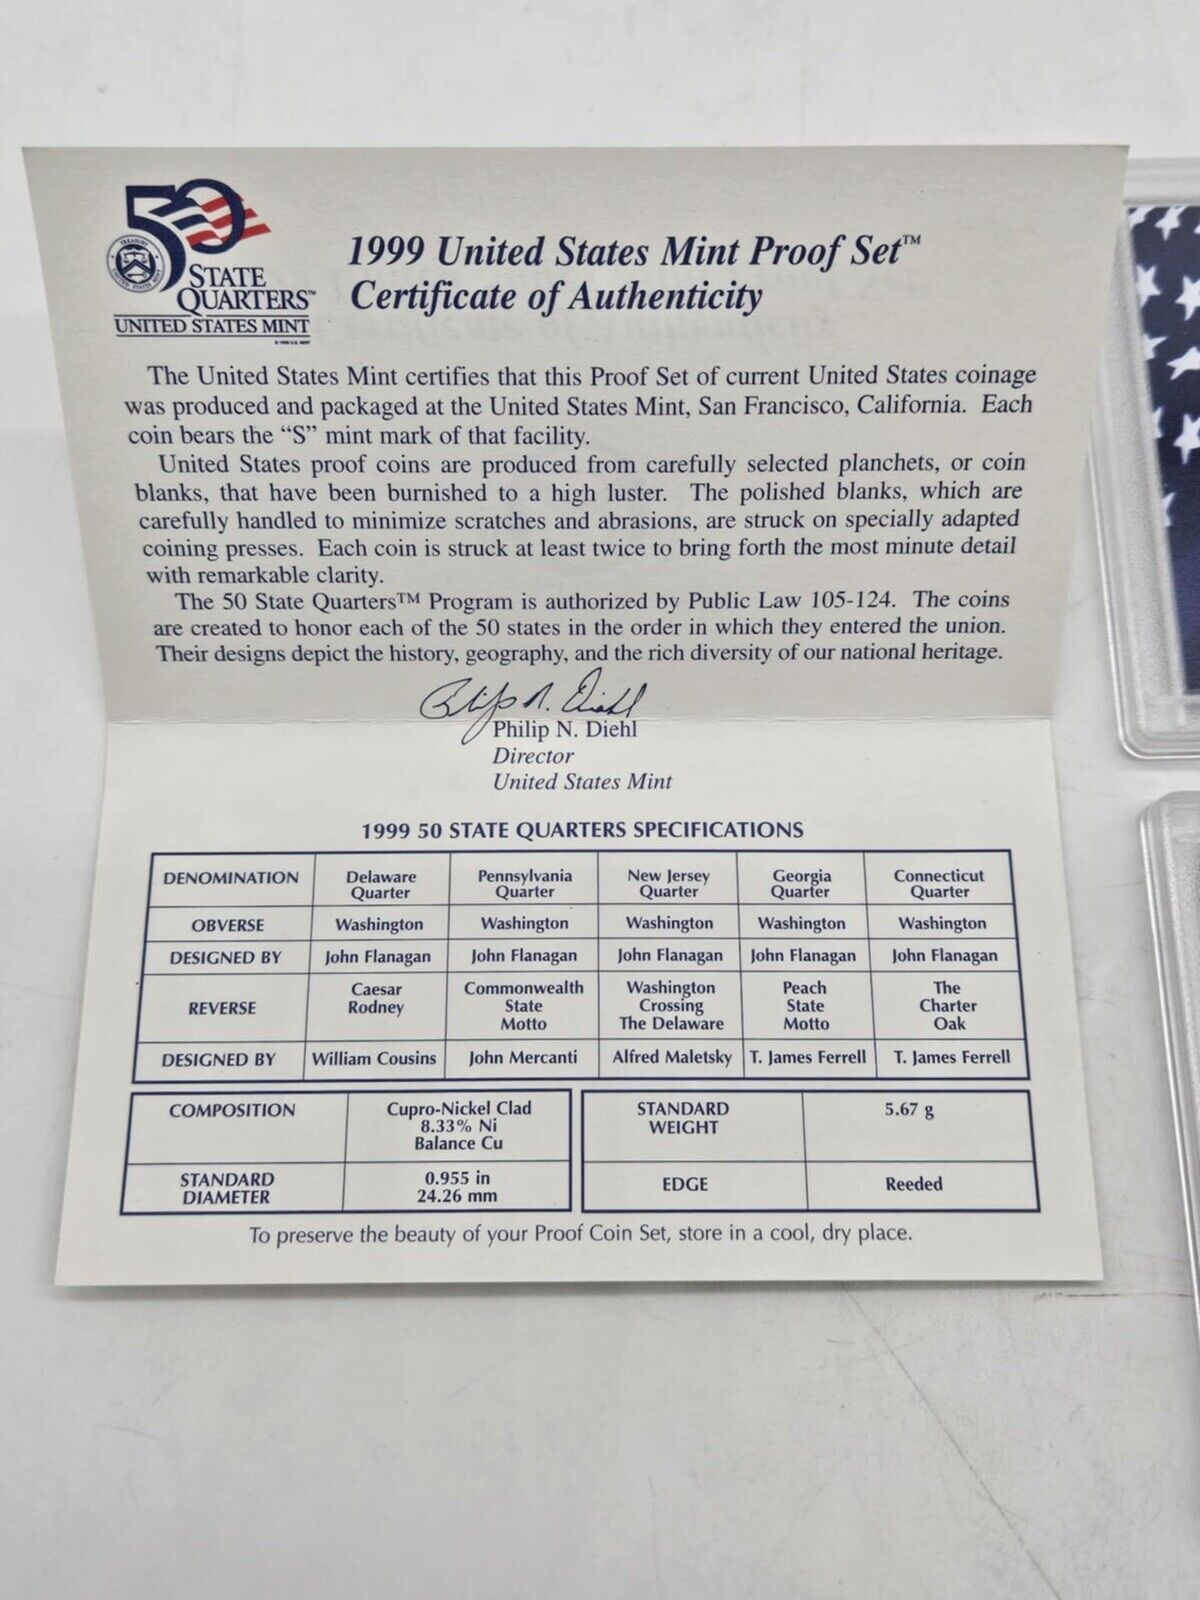 50
STATE
QUARTERS™
UNITED STATES MINT
1999 United States Mint Proof Set™
Certificate of Authenticity
The United States Mint certifies that this Proof Set of current United States coinage
was produced and packaged at the United States Mint, San Francisco, California. Each
coin bears the “S” mint mark of that facility.
United States proof coins are produced from carefully selected planchets, or coin
blanks, that have been burnished to a high luster. The polished blanks, which are
carefully handled to minimize scratches and abrasions, are struck on specially adapted
coining presses. Each coin is struck at least twice to bring forth the most minute detail
with remarkable clarity.
The 50 State Quarters™ Program is authorized by Public Law 105-124. The coins
are created to honor each of the 50 states in the order in which they entered the union.
Their designs depict the history, geography, and the rich diversity of our national heritage.
Philip N. Diehl
Philip N. Diehl
Director
United States Mint
1999 50 STATE QUARTERS SPECIFICATIONS
DENOMINATION Delaware Quarter Pennsylvania Quarter New Jersey Quarter Georgia Quarter Connecticut Quarter
OBVERSE Washington Washington Washington Washington Washington
DESIGNED BY John Flanagan John Flanagan John Flanagan John Flanagan John Flanagan
REVERSE Caesar Rodney Commonwealth State Motto Washington Crossing The Delaware Peach State Motto The Charter Oak
DESIGNED BY William Cousins John Mercanti Alfred Maletsky T. James Ferrell T. James Ferrell
COMPOSITION Cupro-Nickel Clad 8.33% Ni Balance Cu
STANDARD DIAMETER 0.955 in 24.26 mm
STANDARD WEIGHT 5.67 g
EDGE Reeded
To preserve the beauty of your Proof Coin Set, store in a cool, dry place.